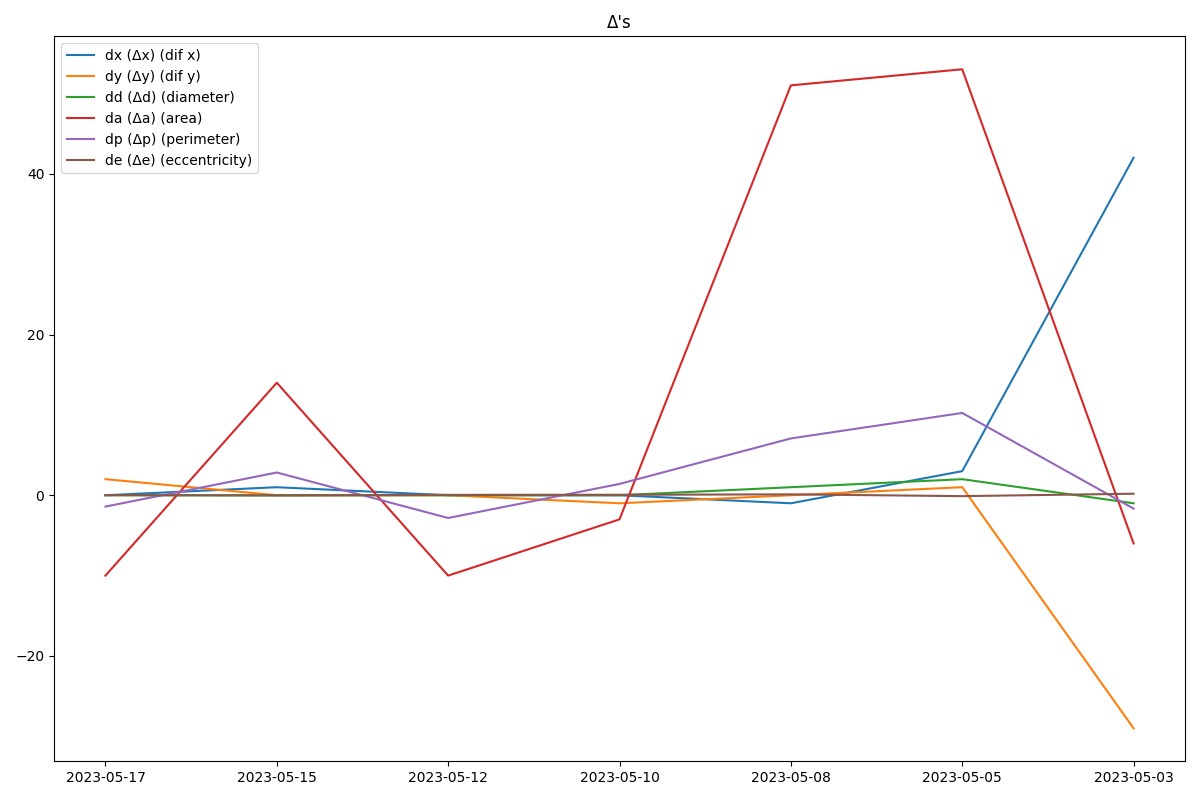 Δ's
dx (Δx) (dif x)
dy (Δy) (dif y)
dd (Δd) (diameter)
da (Δa) (area)
dp (Δp) (perimeter)
de (Δe) (eccentricity)
40
20
0
−20
2023-05-17 2023-05-15 2023-05-12 2023-05-10 2023-05-08 2023-05-05 2023-05-03